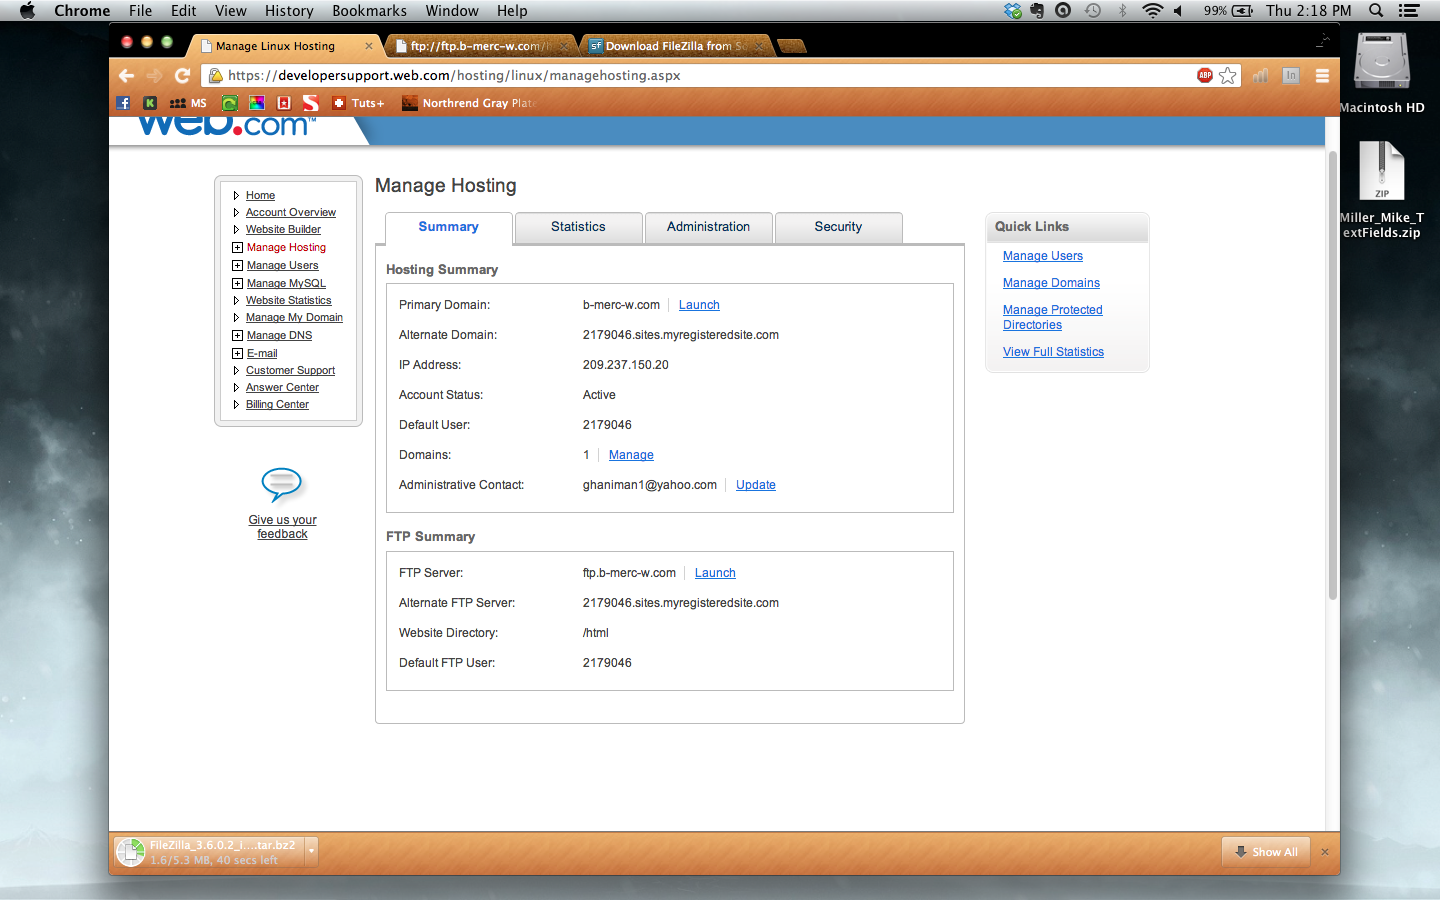 Chrome File Edit View History Bookmarks Window Help 99% Thu 2:18 PM
Manage Linux Hosting ftp://ftp.b-merc-w.com/ Download FileZilla from
https://developersupport.web.com/hosting/linux/managehosting.aspx ABP
MS Tuts+ Northrend Gray Plate
Macintosh HD
ZIP
Miller_Mike_T
extFields.zip
web.com™
Home
Account Overview
Website Builder
Manage Hosting
Manage Users
Manage MySQL
Website Statistics
Manage My Domain
Manage DNS
E-mail
Customer Support
Answer Center
Billing Center
Give us your
feedback
Manage Hosting
Summary Statistics Administration Security
Hosting Summary
Primary Domain: b-merc-w.com Launch
Alternate Domain: 2179046.sites.myregisteredsite.com
IP Address: 209.237.150.20
Account Status: Active
Default User: 2179046
Domains: 1 Manage
Administrative Contact: ghaniman1@yahoo.com Update
FTP Summary
FTP Server: ftp.b-merc-w.com Launch
Alternate FTP Server: 2179046.sites.myregisteredsite.com
Website Directory: /html
Default FTP User: 2179046
Quick Links
Manage Users
Manage Domains
Manage Protected
Directories
View Full Statistics
FileZilla_3.6.0.2_i....tar.bz2
1.6/5.3 MB, 40 secs left
Show All